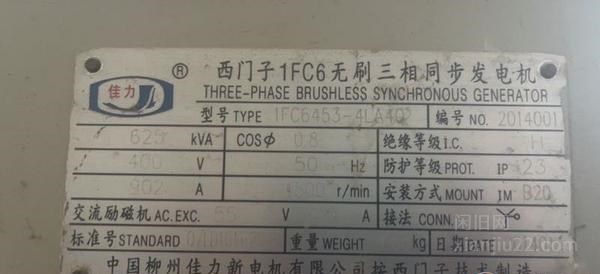 佳力 ® 西门子1FC6无刷三相同步发电机
THREE-PHASE BRUSHLESS SYNCHRONOUS GENERATOR
型号 TYPE 1FC6453-4LA402 编号 NO. 2014001
625 kVA COSΦ 0.8 绝缘等级 I.C. H
400 V 50 Hz 防护等级 PROT. IP 23
902 A 1500 r/min 安装方式 MOUNT IM B20
交流励磁机 AC.EXC. 55 V A 接法 CONN.
标准号 STANDARD 重量 WEIGHT kg 日期
中国柳州佳力新电机有限公司按西门子技术制造
闲旧网
xianjiu22.com